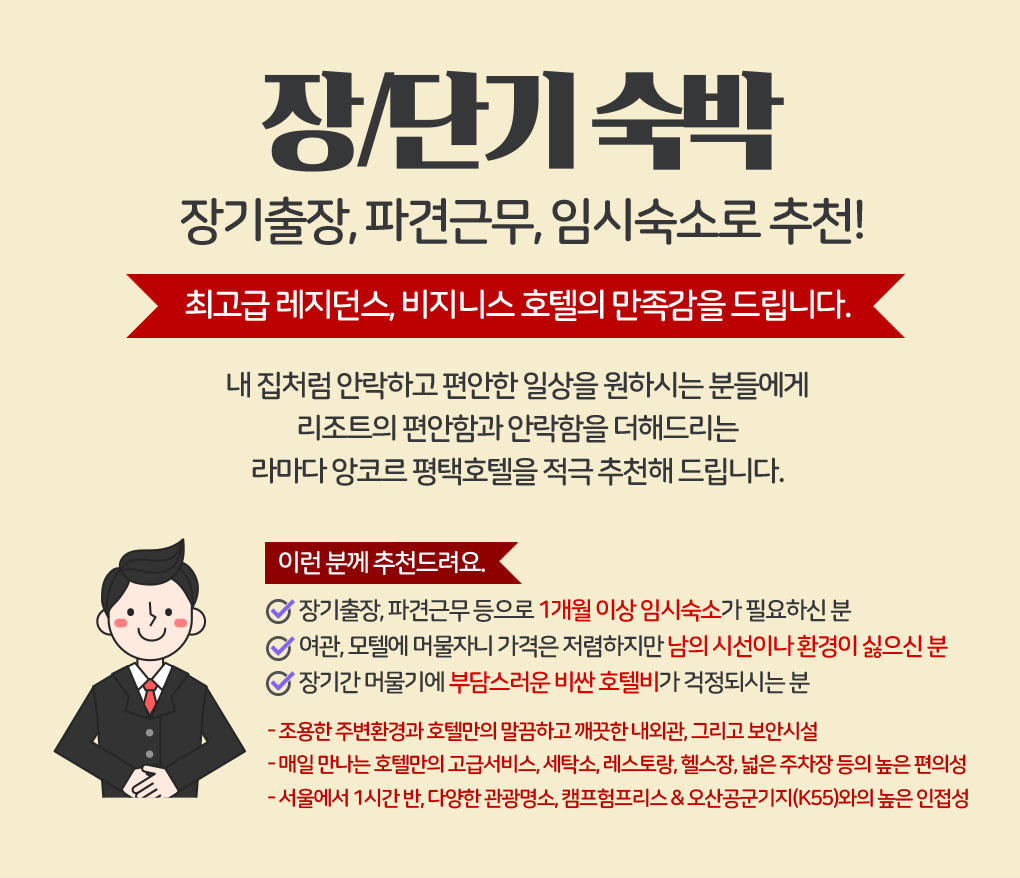 장/단기 숙박
장기출장, 파견근무, 임시숙소로 추천!
최고급 레지던스, 비지니스 호텔의 만족감을 드립니다.
내 집처럼 안락하고 편안한 일상을 원하시는 분들에게
리조트의 편안함과 안락함을 더해드리는
라마다 앙코르 평택호텔을 적극 추천해 드립니다.
이런 분께 추천드려요.
장기출장, 파견근무 등으로 1개월 이상 임시숙소가 필요하신 분
여관, 모텔에 머물자니 가격은 저렴하지만 남의 시선이나 환경이 싫으신 분
장기간 머물기에 부담스러운 비싼 호텔비가 걱정되시는 분
- 조용한 주변환경과 호텔만의 말끔하고 깨끗한 내외관, 그리고 보안시설
- 매일 만나는 호텔만의 고급서비스, 세탁소, 레스토랑, 헬스장, 넓은 주차장 등의 높은 편의성
- 서울에서 1시간 반, 다양한 관광명소, 캠프험프리스 & 오산공군기지(K55)와의 높은 인접성